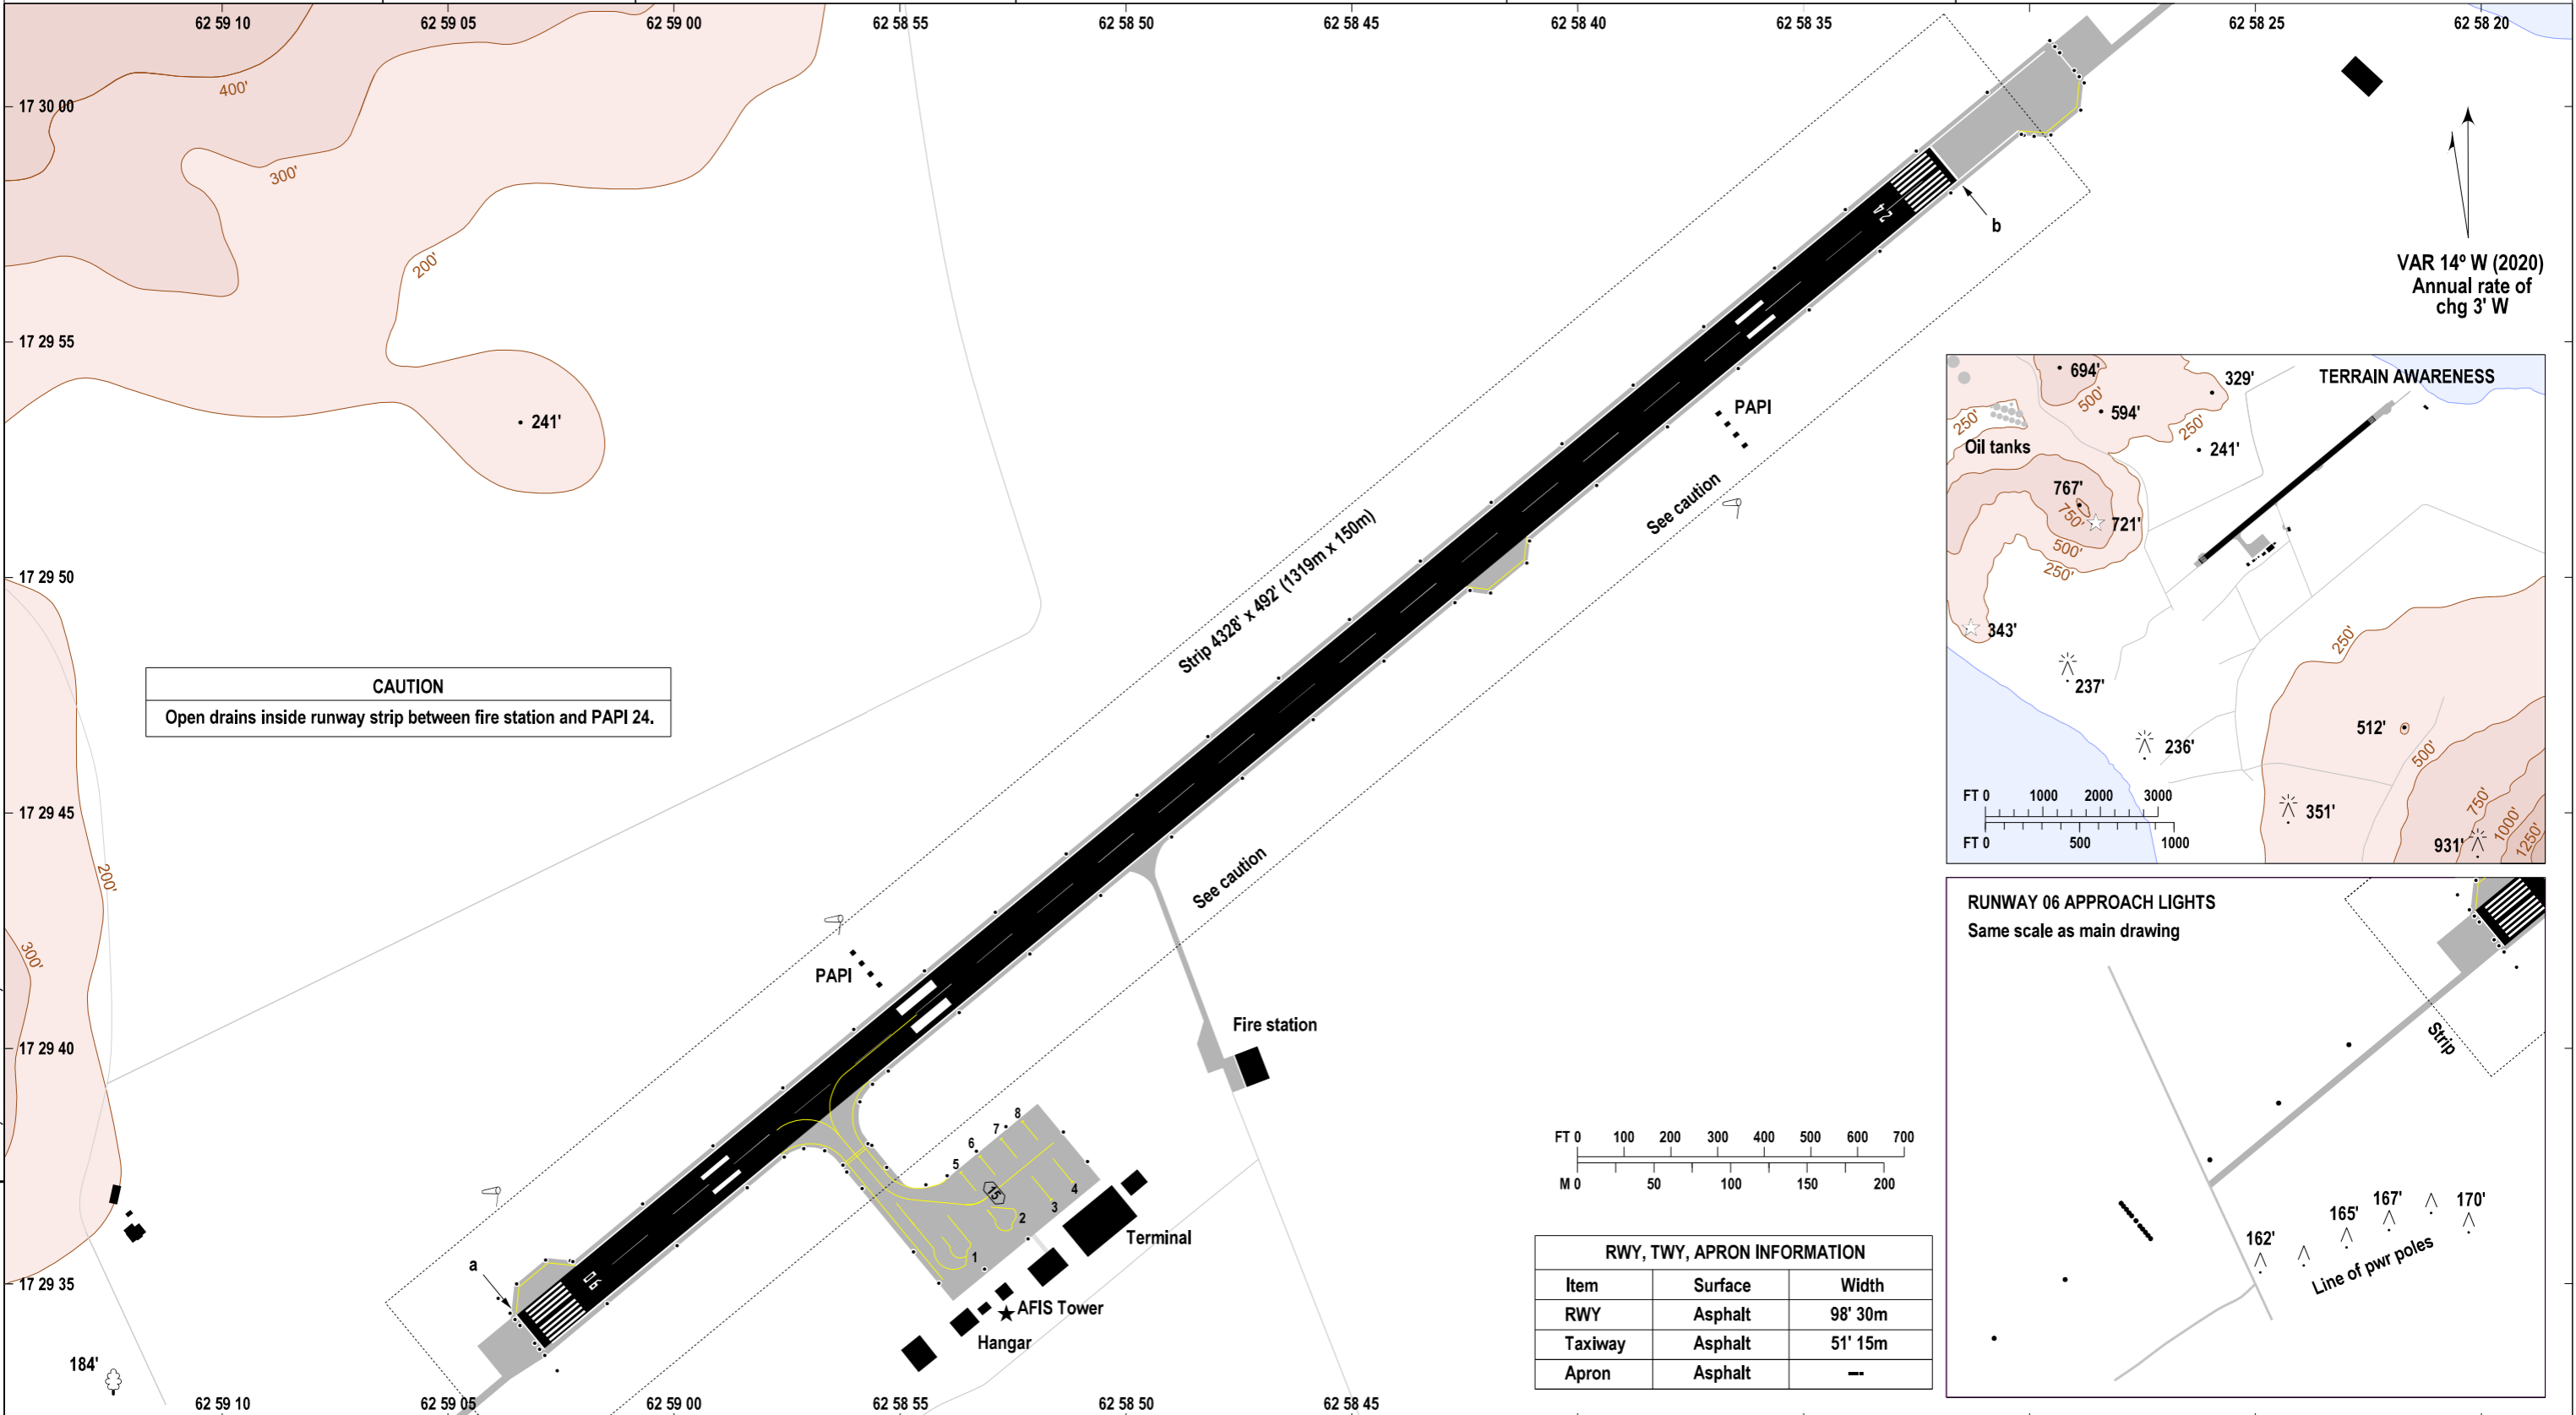 62 59 10
62 59 05
62 59 00
62 58 55
62 58 50
62 58 45
62 58 40
62 58 35
62 58 25
62 58 20
17 30 00
17 29 55
17 29 50
17 29 45
17 29 40
17 29 35
400'
300'
200'
241'
24
b
VAR 14º W (2020)
Annual rate of
chg 3' W
PAPI
See caution
Strip 4328' x 492' (1319m x 150m)
CAUTION
Open drains inside runway strip between fire station and PAPI 24.
200'
300'
See caution
PAPI
Fire station
a
06
1
2
3
4
5
6
7
8
15
Terminal
AFIS Tower
Hangar
184'
62 59 10
62 59 05
62 59 00
62 58 55
62 58 50
62 58 45
FT 0 100 200 300 400 500 600 700
M 0 50 100 150 200
RWY, TWY, APRON INFORMATION
Item Surface Width
RWY Asphalt 98' 30m
Taxiway Asphalt 51' 15m
Apron Asphalt --
TERRAIN AWARENESS
694'
500'
594'
329'
250'
250'
241'
Oil tanks
767'
750'
721'
500'
250'
343'
237'
236'
250'
512'
500'
351'
750'
1000'
1250'
931'
FT 0 1000 2000 3000
FT 0 500 1000
RUNWAY 06 APPROACH LIGHTS
Same scale as main drawing
Strip
162'
165'
167'
170'
Line of pwr poles